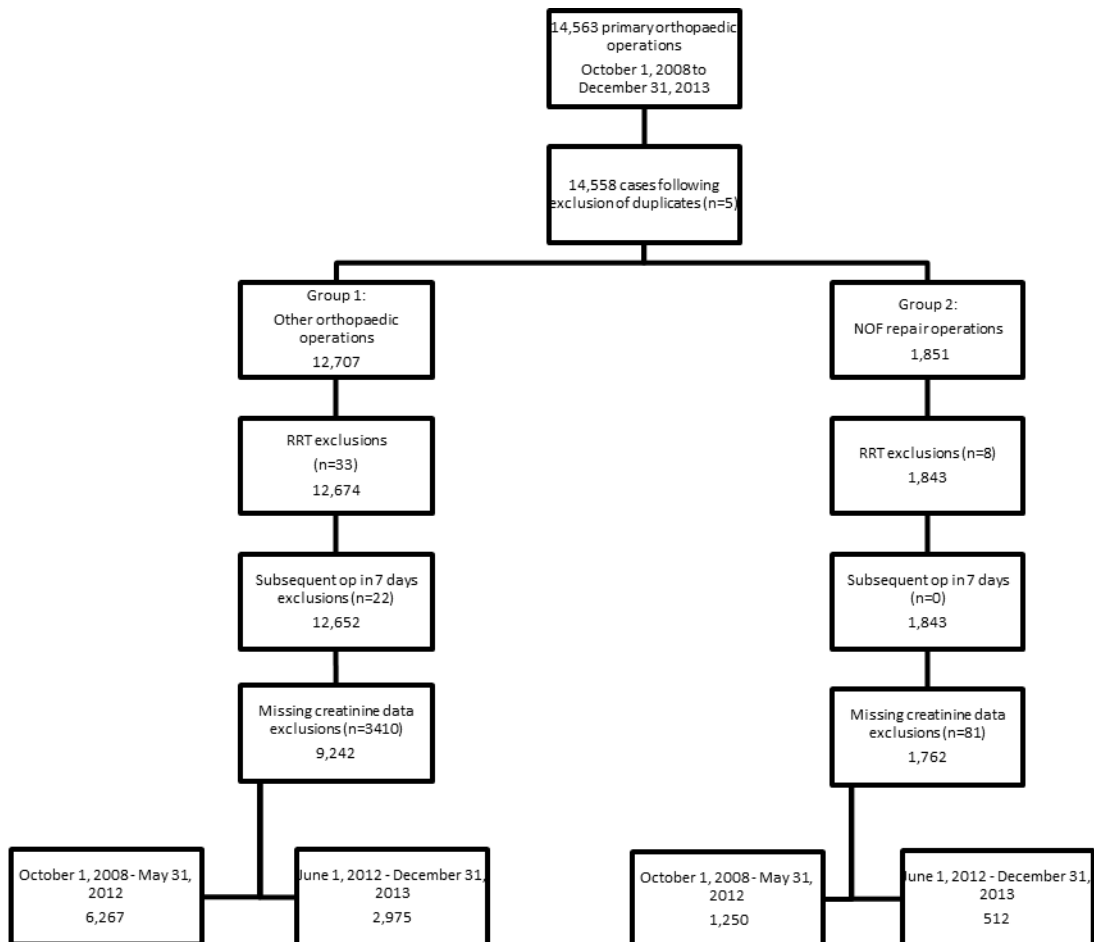 14,563 primary orthopaedic
operations
October 1, 2008 to
December 31, 2013
14,558 cases following
exclusion of duplicates (n=5)
Group 1:
Other orthopaedic
operations
12,707
Group 2:
NOF repair operations
1,851
RRT exclusions
(n=33)
12,674
RRT exclusions (n=8)
1,843
Subsequent op in 7 days
exclusions (n=22)
12,652
Subsequent op in 7 days
(n=0)
1,843
Missing creatinine data
exclusions (n=3410)
9,242
Missing creatinine data
exclusions (n=81)
1,762
October 1, 2008 - May 31,
2012
6,267
June 1, 2012 - December 31,
2013
2,975
October 1, 2008 - May 31,
2012
1,250
June 1, 2012 - December 31,
2013
512